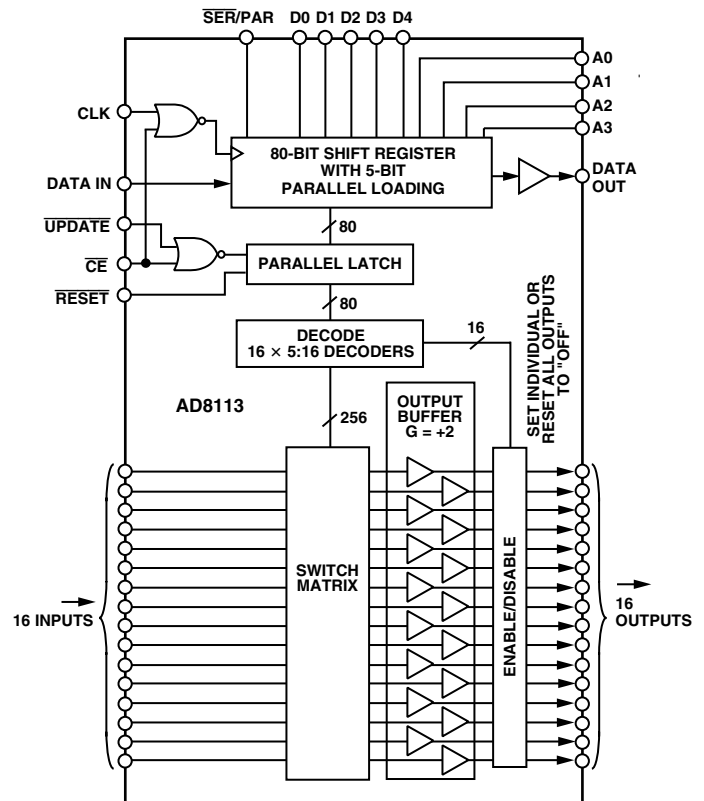 SER/PAR D0 D1 D2 D3 D4
A0
A1
A2
A3
CLK
80-BIT SHIFT REGISTER
WITH 5-BIT
PARALLEL LOADING
DATA IN
DATA
OUT
UPDATE
80
CE
PARALLEL LATCH
RESET
80
DECODE
16 × 5:16 DECODERS
16
SET INDIVIDUAL OR
RESET ALL OUTPUTS
TO "OFF"
AD8113
256
OUTPUT
BUFFER
G = +2
SWITCH
MATRIX
ENABLE/DISABLE
16 INPUTS
16
OUTPUTS